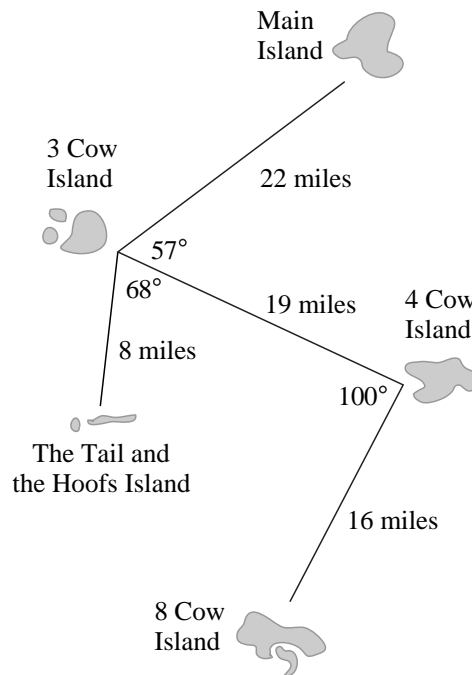 Main
Island
3 Cow
Island
22 miles
57°
68°
19 miles
4 Cow
Island
8 miles
100°
The Tail and
the Hoofs Island
16 miles
8 Cow
Island